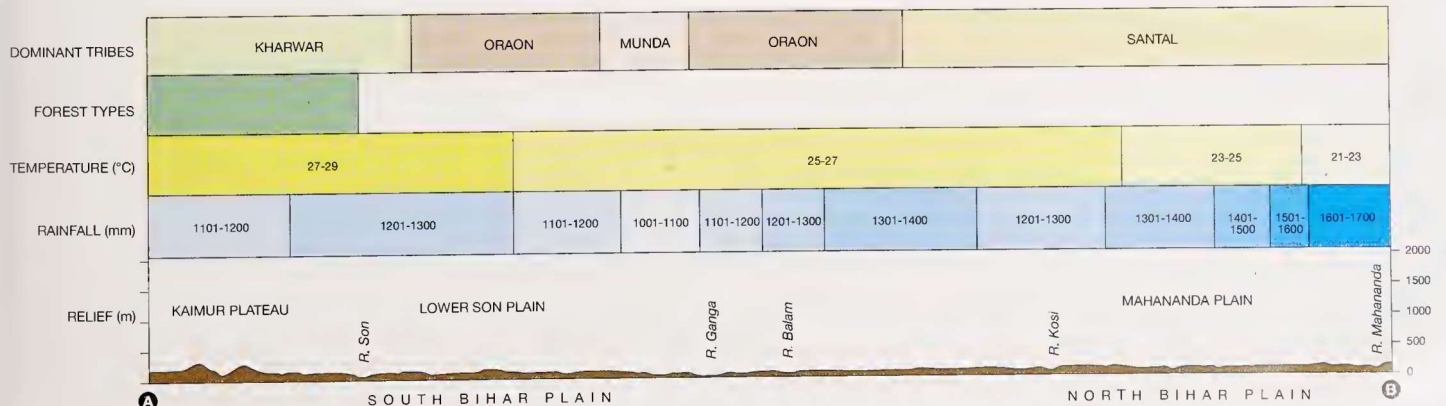 DOMINANT TRIBES KHARWAR ORAON MUNDA ORAON SANTAL
FOREST TYPES
TEMPERATURE (°C) 27-29 25-27 23-25 21-23
RAINFALL (mm) 1101-1200 1201-1300 1101-1200 1001-1100 1101-1200 1201-1300 1301-1400 1201-1300 1301-1400 1401-1500 1501-1600 1601-1700
2000
1500
RELIEF (m) KAIMUR PLATEAU LOWER SON PLAIN MAHANANDA PLAIN 1000
R. Son R. Ganga R. Balam R. Kosi R. Mahananda
500
0
A SOUTH BIHAR PLAIN NORTH BIHAR PLAIN B